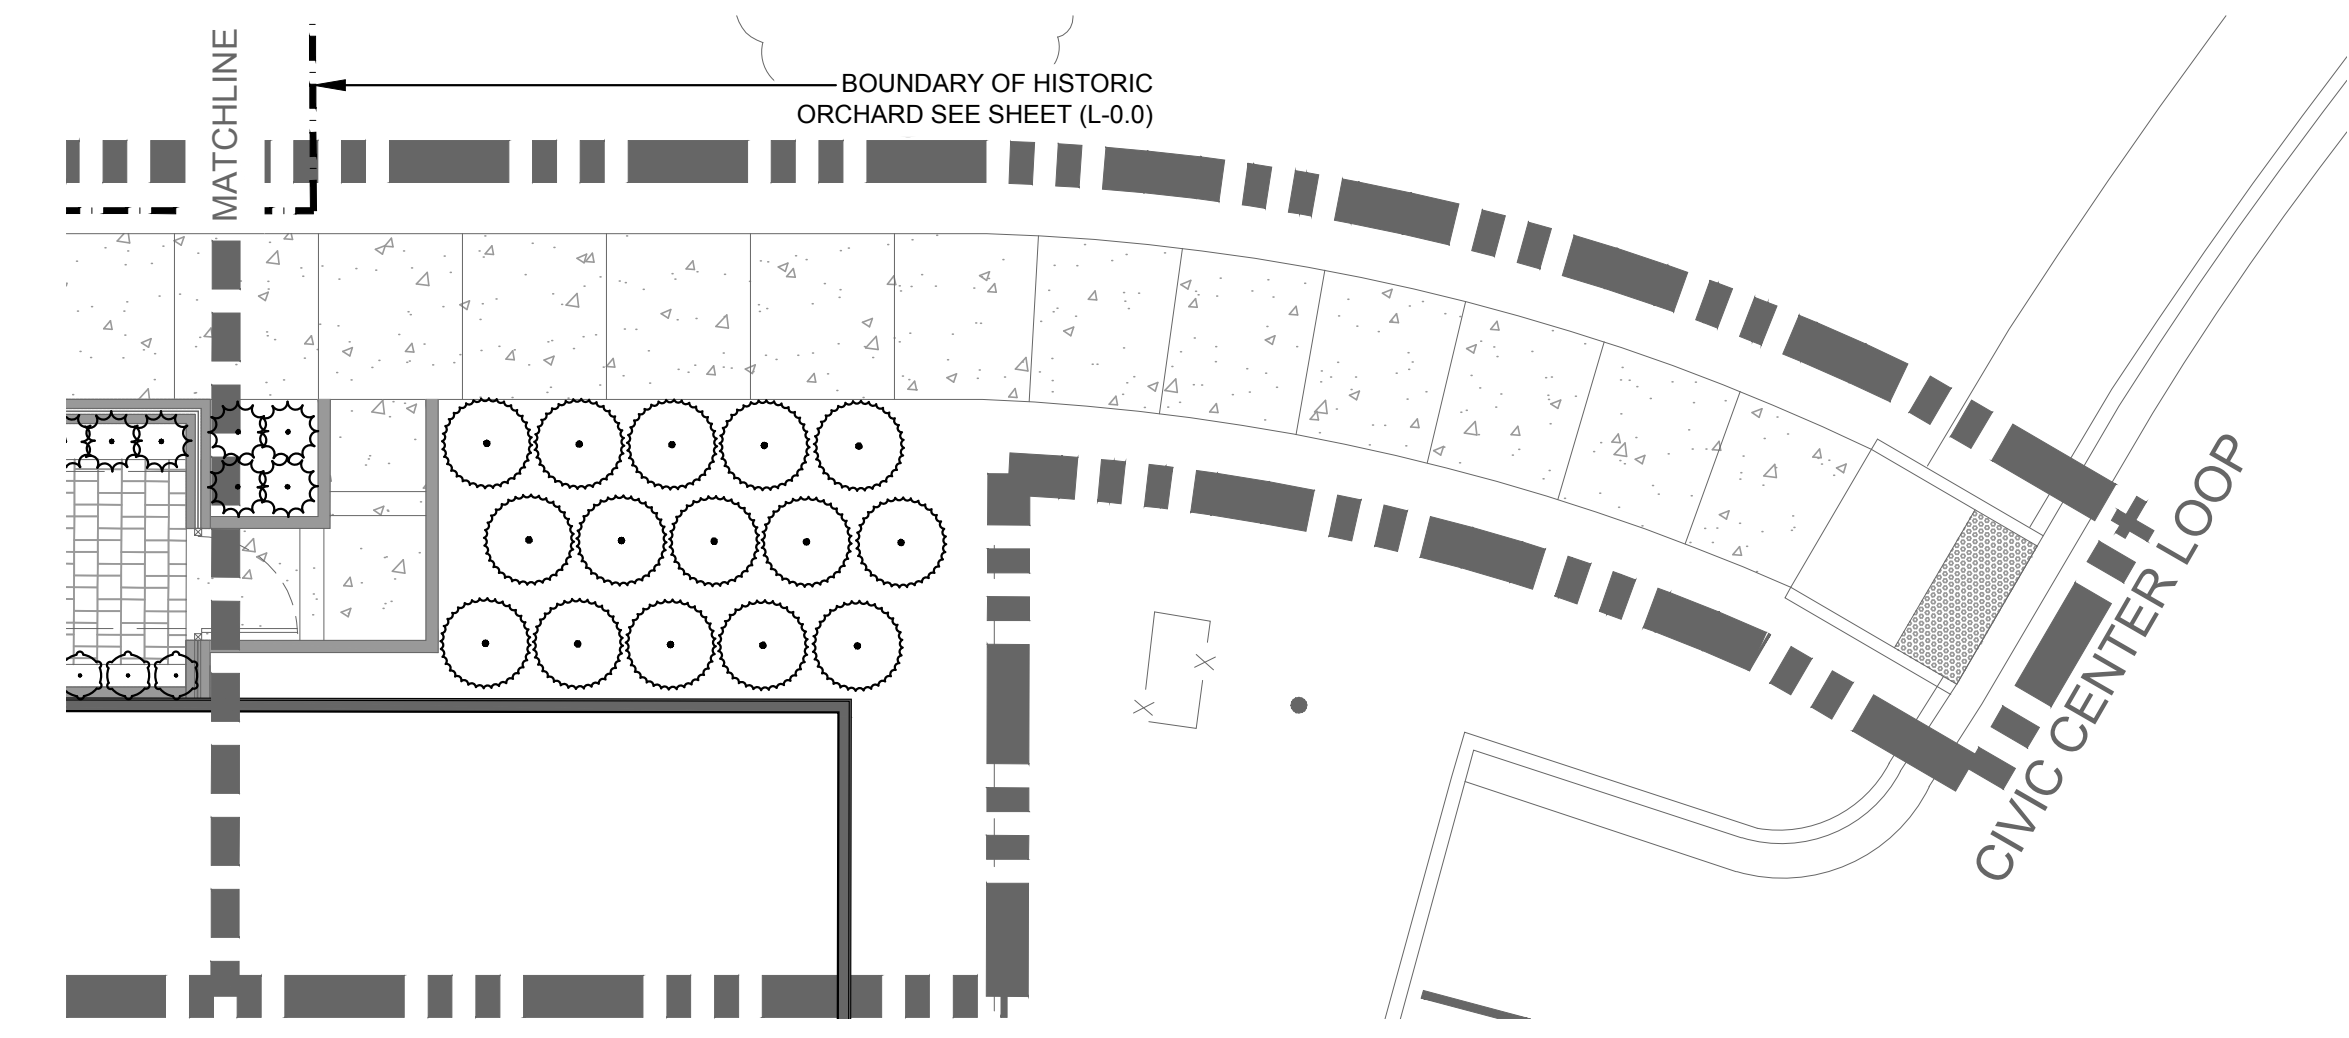 MATCHLINE
BOUNDARY OF HISTORIC
ORCHARD SEE SHEET (L-0.0)
CIVIC CENTER LOOP